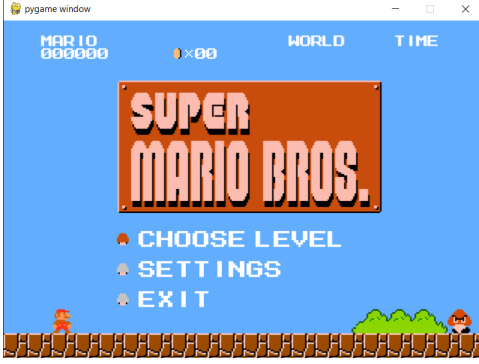 pygame window
MARIO WORLD TIME
000000 ×00
SUPER
MARIO BROS.
CHOOSE LEVEL
SETTINGS
EXIT